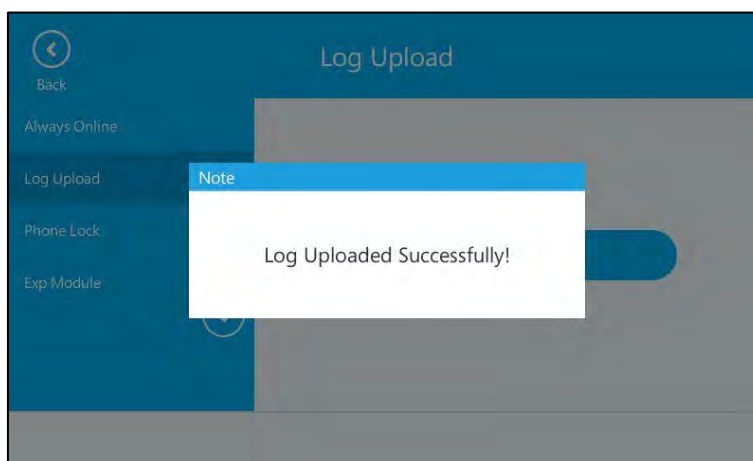 Log Upload
Back
Always Online
Log Upload
Phone Lock
Exp Module
Note
Log Uploaded Successfully!